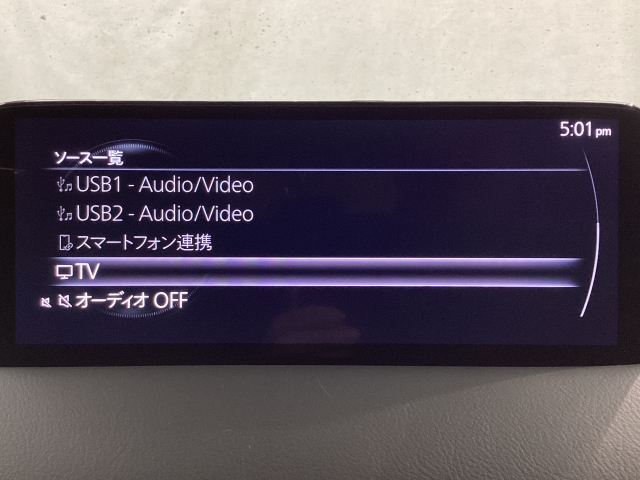 5:01 pm
ソース一覧
USB1 - Audio/Video
USB2 - Audio/Video
スマートフォン連携
TV
オーディオ OFF